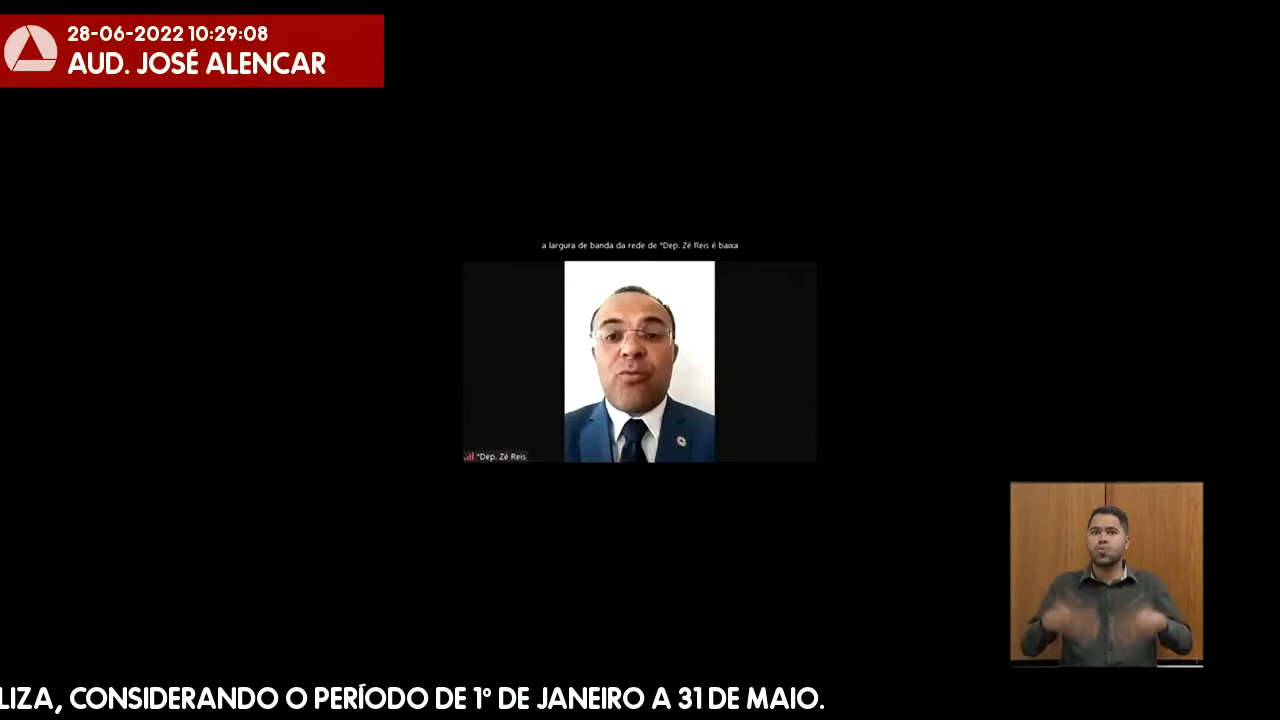 28-06-2022 10:29:08
AUD. JOSÉ ALENCAR
a largura de banda da rede de *Dep. Zé Reis é baixa
*Dep. Zé Reis
LIZA, CONSIDERANDO O PERÍODO DE 1º DE JANEIRO A 31 DE MAIO.